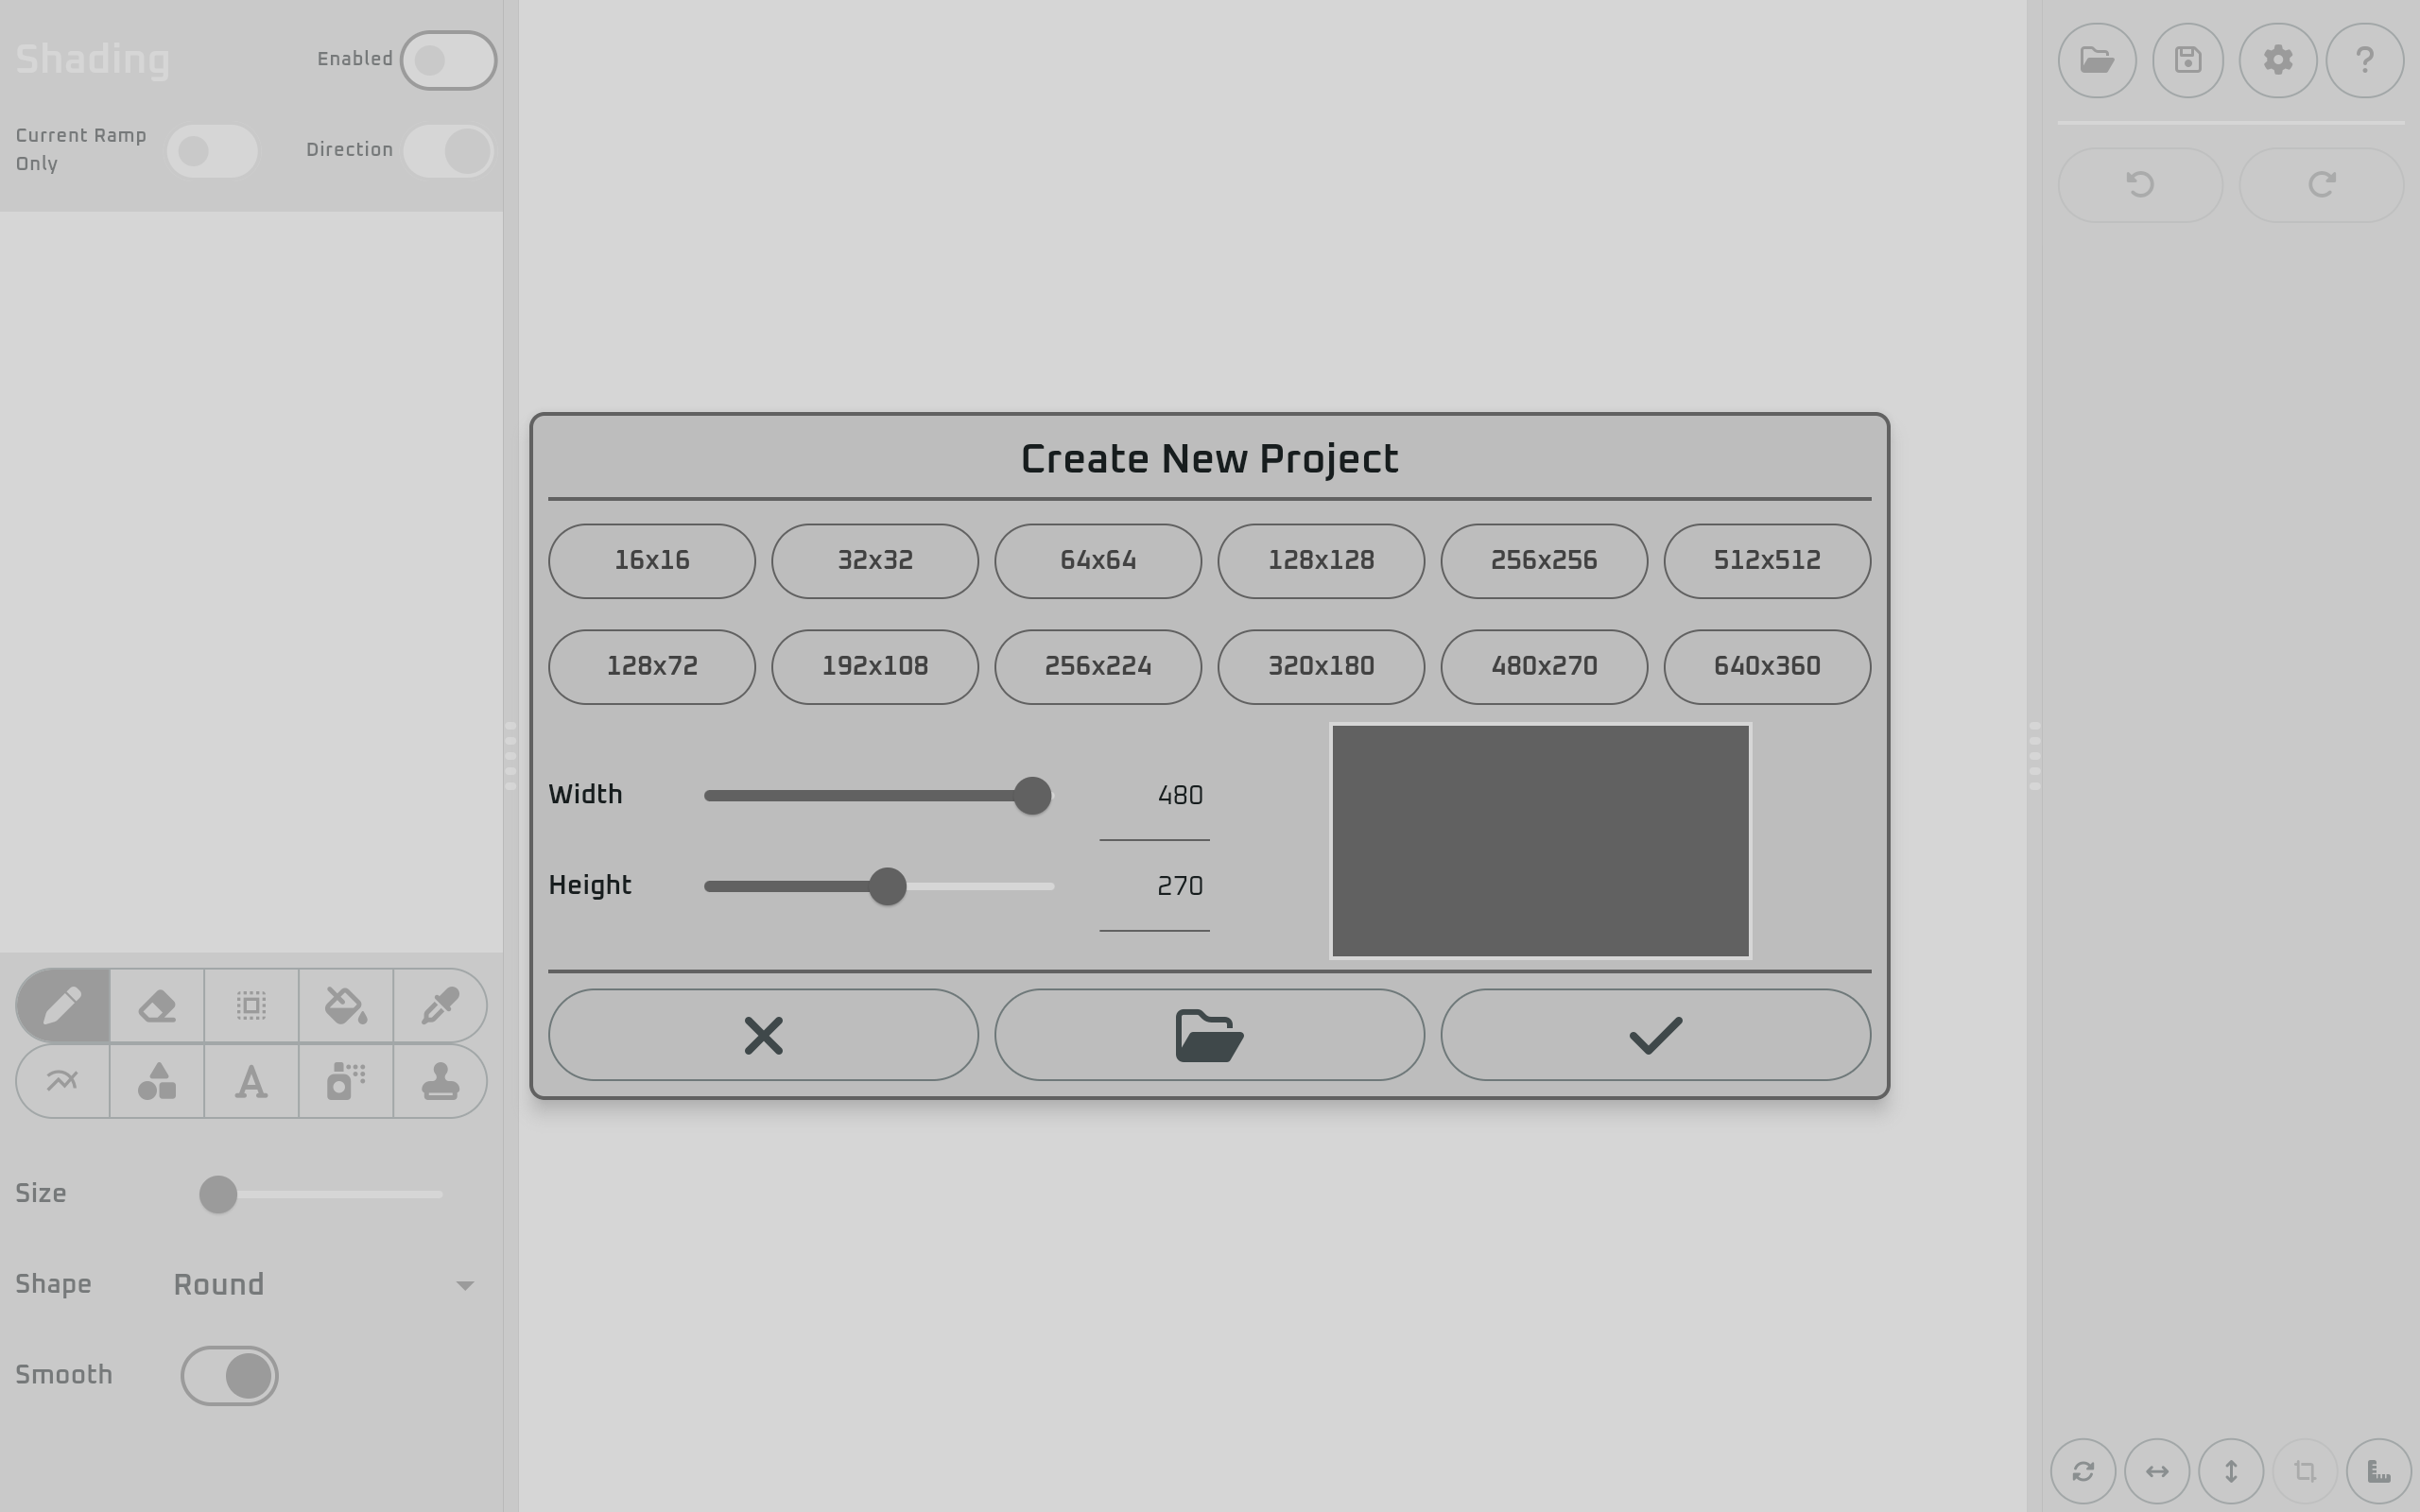 Shading
Enabled
Current Ramp
Only
Direction
Create New Project
16x16
32x32
64x64
128x128
256x256
512x512
128x72
192x108
256x224
320x180
480x270
640x360
Width
480
Height
270
Size
Shape
Round
Smooth